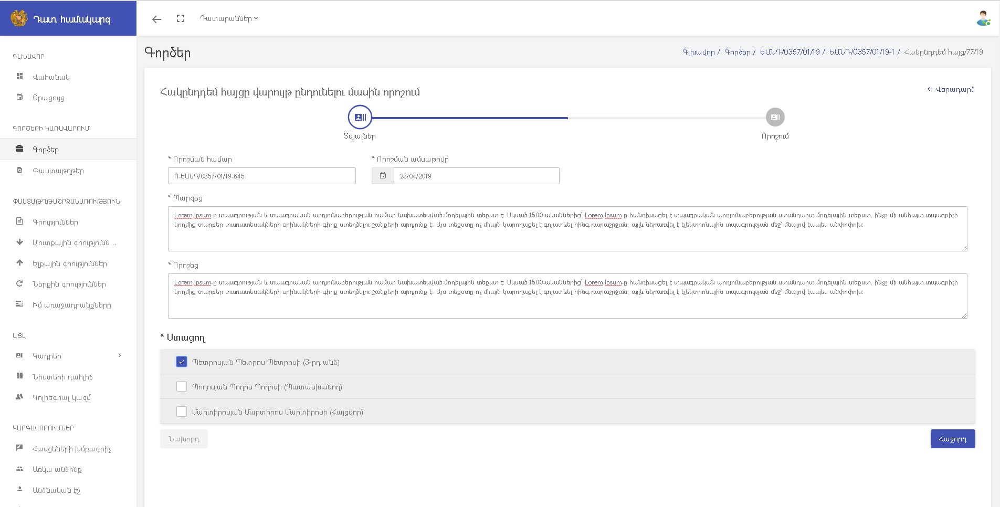 Դատ. համակարգ
Դատարաններ
ԳԼԽԱՎՈՐ
Վահանակ
Օրացույց
ԳՈՐԾԵՐԻ ԿԱՌԱՎԱՐՈՒՄ
Գործեր
Փաստաթղթեր
ՓԱՍՏԱԹՂԹԱՇՐՋԱՆԱՌՈՒԹՅՈՒՆ
Գրություններ
Մուտքային գրությունն...
Ելքային գրություններ
Ներքին գրություններ
Իմ առաջադրանքները
ԱՅԼ
Կադրեր
Նիստերի դահլիճ
Կոլիեգիալ կազմ
ԿԱՐԳԱՎՈՐՈՒՄՆԵՐ
Հասցեների խմբագրիչ
Առկա անձինք
Անձնական էջ
Գործեր
Գլխավոր / Գործեր / ԵԱՆԴ/0357/01/19 / ԵԱՆԴ/0357/01/19-1 / Հակընդդեմ հայց/77/19
Հակընդդեմ հայցը վարույթ ընդունելու մասին որոշում
← Վերադարձ
Տվյալներ
Որոշում
* Որոշման համար
* Որոշման ամսաթիվը
Ո-ԵԱՆԴ/0357/01/19-645
23/04/2019
* Պարզեց
Lorem Ipsum-ը տպագրության և տպագրական արդյունաբերության համար նախատեսված մոդելային տեքստ է: Սկսած 1500-ականներից՝ Lorem Ipsum-ը հանդիսացել է տպագրական արդյունաբերության ստանդարտ մոդելային տեքստ, ինչը մի անհայտ տպագրիչի
կողմից տարբեր տառատեսակների օրինակների գիրք ստեղծելու ջանքերի արդյունք է: Այս տեքստը ոչ միայն կարողացել է գոյատևել հինգ դարաշրջան, այլև ներառվել է էլեկտրոնային տպագրության մեջ՝ մնալով էապես անփոփոխ:
* Որոշեց
Lorem Ipsum-ը տպագրության և տպագրական արդյունաբերության համար նախատեսված մոդելային տեքստ է: Սկսած 1500-ականներից՝ Lorem Ipsum-ը հանդիսացել է տպագրական արդյունաբերության ստանդարտ մոդելային տեքստ, ինչը մի անհայտ տպագրիչի
կողմից տարբեր տառատեսակների օրինակների գիրք ստեղծելու ջանքերի արդյունք է: Այս տեքստը ոչ միայն կարողացել է գոյատևել հինգ դարաշրջան, այլև ներառվել է էլեկտրոնային տպագրության մեջ՝ մնալով էապես անփոփոխ:
* Ստացող
Պետրոսյան Պետրոս Պետրոսի (3-րդ անձ)
Պողոսյան Պողոս Պողոսի (Պատասխանող)
Մարտիրոսյան Մարտիրոս Մարտիրոսի (Հայցվոր)
Նախորդ
Հաջորդ